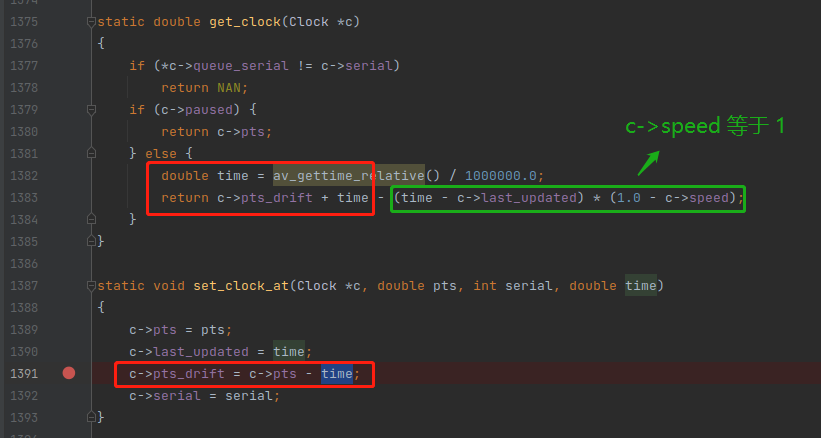 1375 static double get_clock(Clock *c)
1376 {
1377 if (*c->queue_serial != c->serial)
1378 return NAN;
1379 if (c->paused) {
1380 return c->pts;
c->speed 等于 1
1381 } else {
1382 double time = av_gettime_relative() / 1000000.0;
1383 return c->pts_drift + time - (time - c->last_updated) * (1.0 - c->speed);
1384 }
1385 }
1386
1387 static void set_clock_at(Clock *c, double pts, int serial, double time)
1388 {
1389 c->pts = pts;
1390 c->last_updated = time;
1391 c->pts_drift = c->pts - time;
1392 c->serial = serial;
1393 }